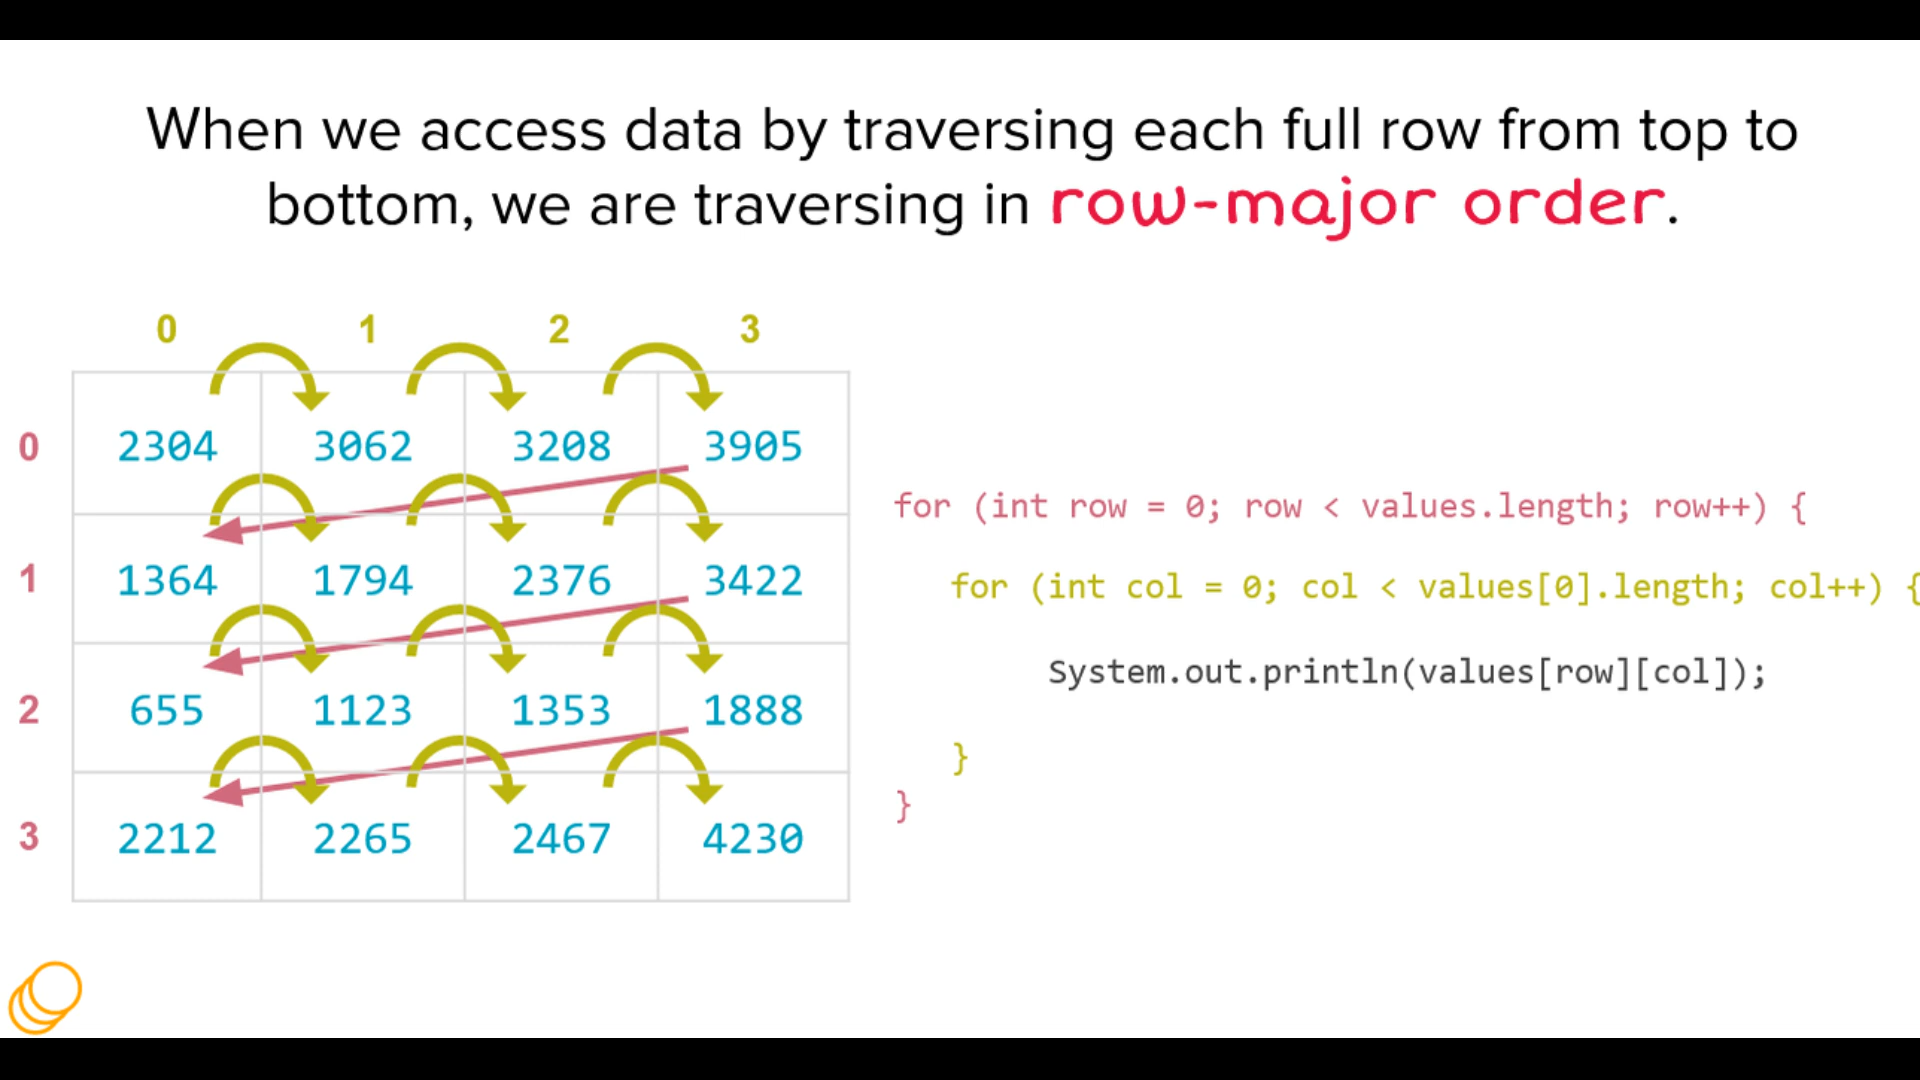 When we access data by traversing each full row from top to
bottom, we are traversing in row-major order.
0 1 2 3
0 2304 3062 3208 3905
1 1364 1794 2376 3422
2 655 1123 1353 1888
3 2212 2265 2467 4230
for (int row = 0; row < values.length; row++) {
for (int col = 0; col < values[0].length; col++) {
System.out.println(values[row][col]);
}
}